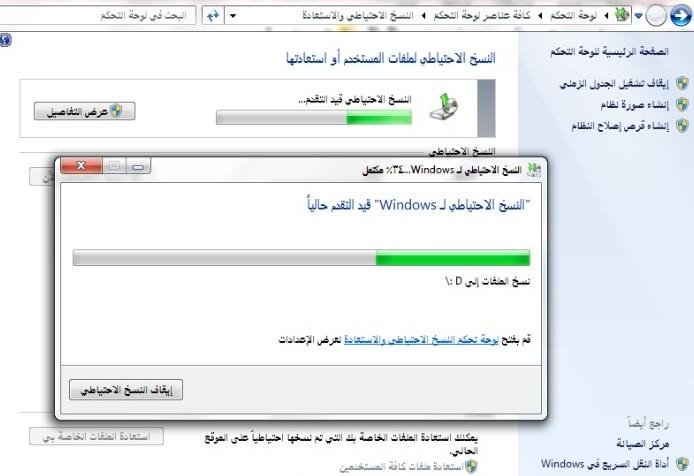 لوحة التحكم
كافة عناصر لوحة التحكم
النسخ الاحتياطي والاستعادة
البحث في لوحة التحكم
الصفحة الرئيسية للوحة التحكم
إيقاف تشغيل الجدول الزمني
إنشاء صورة نظام
إنشاء قرص إصلاح النظام
النسخ الاحتياطي لملفات المستخدم أو استعادتها
النسخ الاحتياطي قيد التقدم...
عرض التفاصيل
النسخ الاحتياطي
النسخ الاحتياطي لـ Windows...٣٤٪ مكتمل
"النسخ الاحتياطي لـ Windows" قيد التقدم حالياً
نسخ الملفات إلى D :\
قم بفتح لوحة تحكم النسخ الاحتياطي والاستعادة لعرض الإعدادات
إيقاف النسخ الاحتياطي
يمكنك استعادة الملفات الخاصة بك التي تم نسخها احتياطياً على الموقع
الحالي.
استعادة الملفات الخاصة بي
استعادة ملفات كافة المستخدمين
راجع أيضاً
مركز الصيانة
أداة النقل السريع في Windows